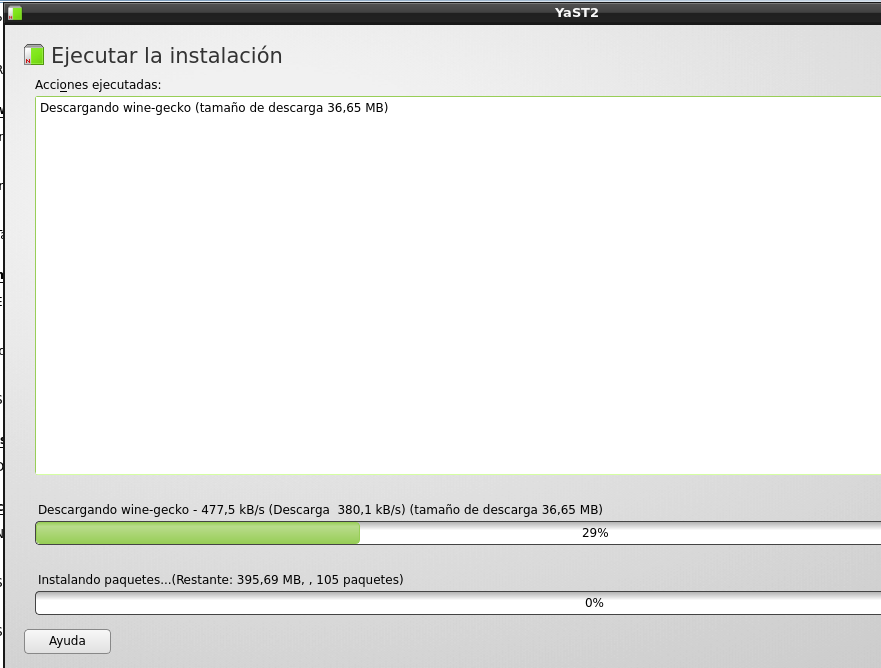 YaST2
Ejecutar la instalación
Acciones ejecutadas:
Descargando wine-gecko (tamaño de descarga 36,65 MB)
Descargando wine-gecko - 477,5 kB/s (Descarga  380,1 kB/s) (tamaño de descarga 36,65 MB)
29%
Instalando paquetes...(Restante: 395,69 MB, , 105 paquetes)
0%
Ayuda